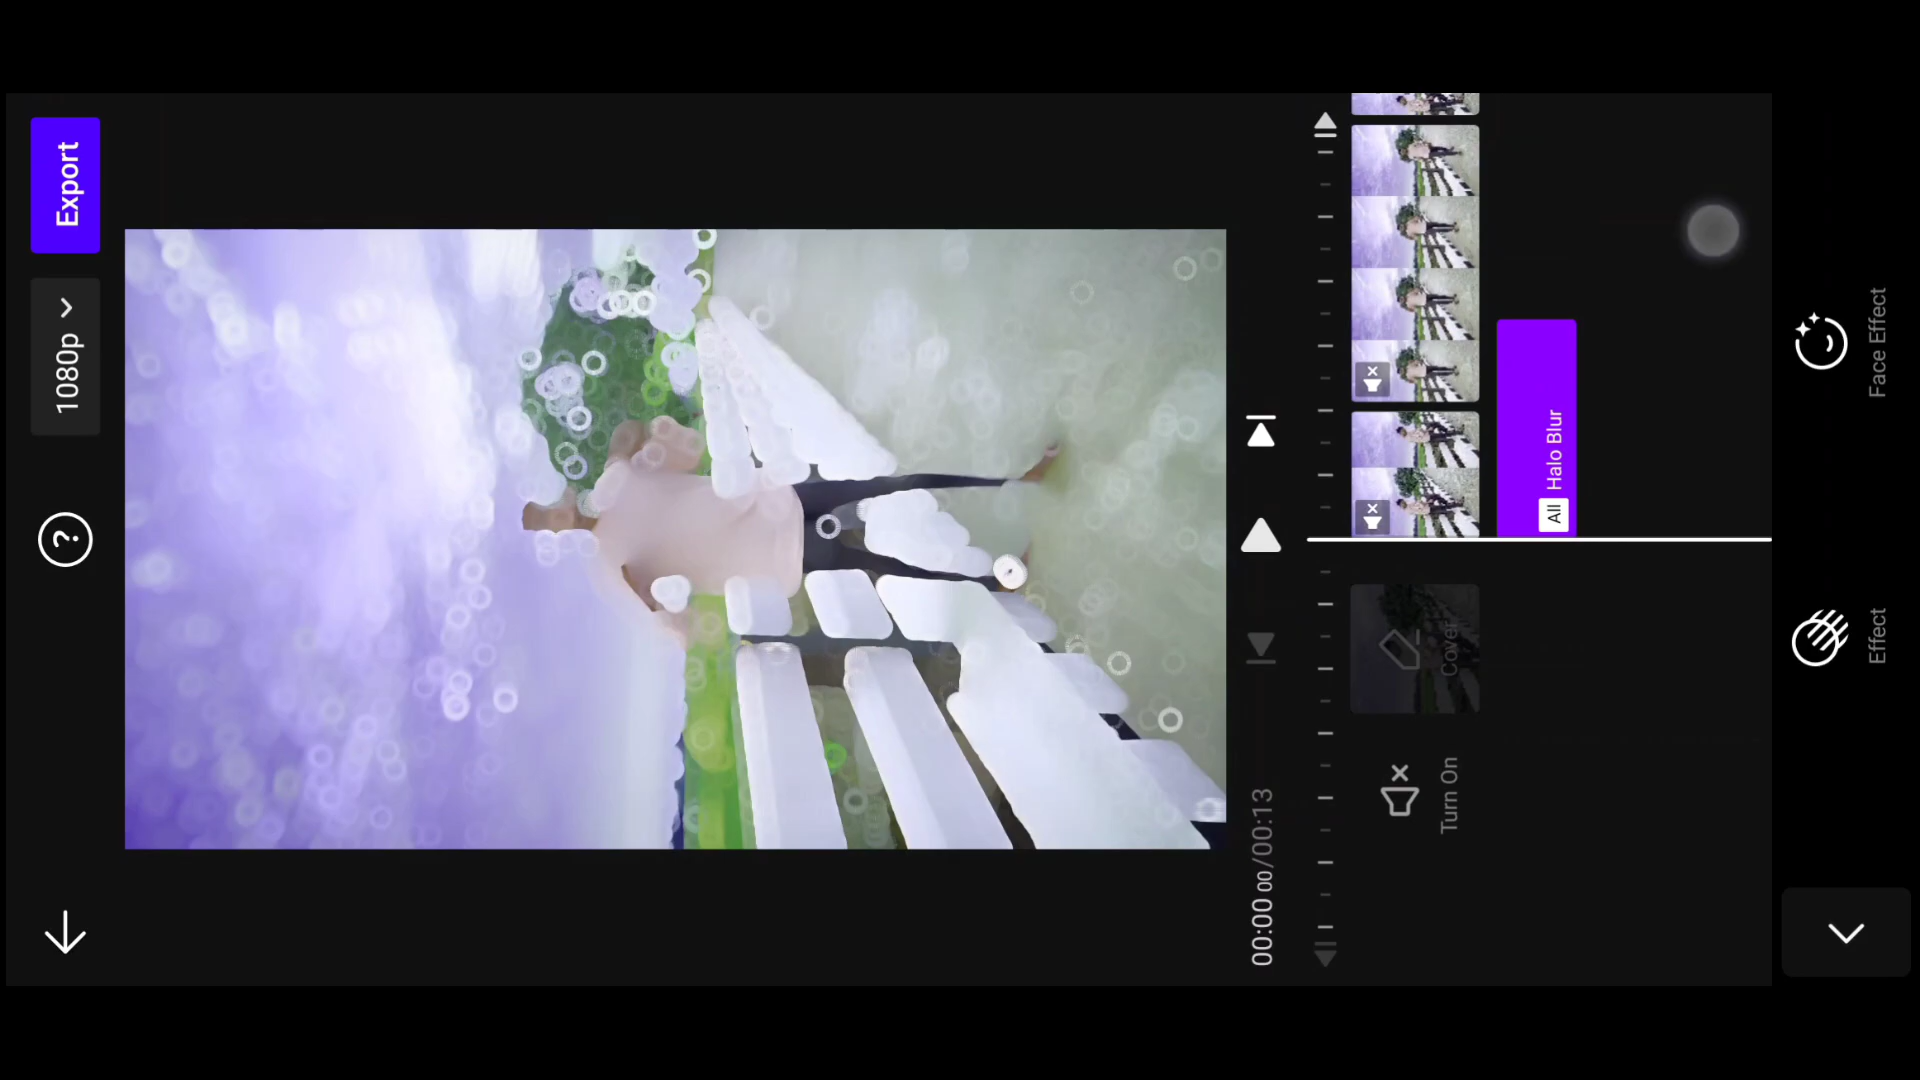 Export
1080p
00:00 00/00:13
Turn On
Cover
All Halo Blur
Effect
Face Effect